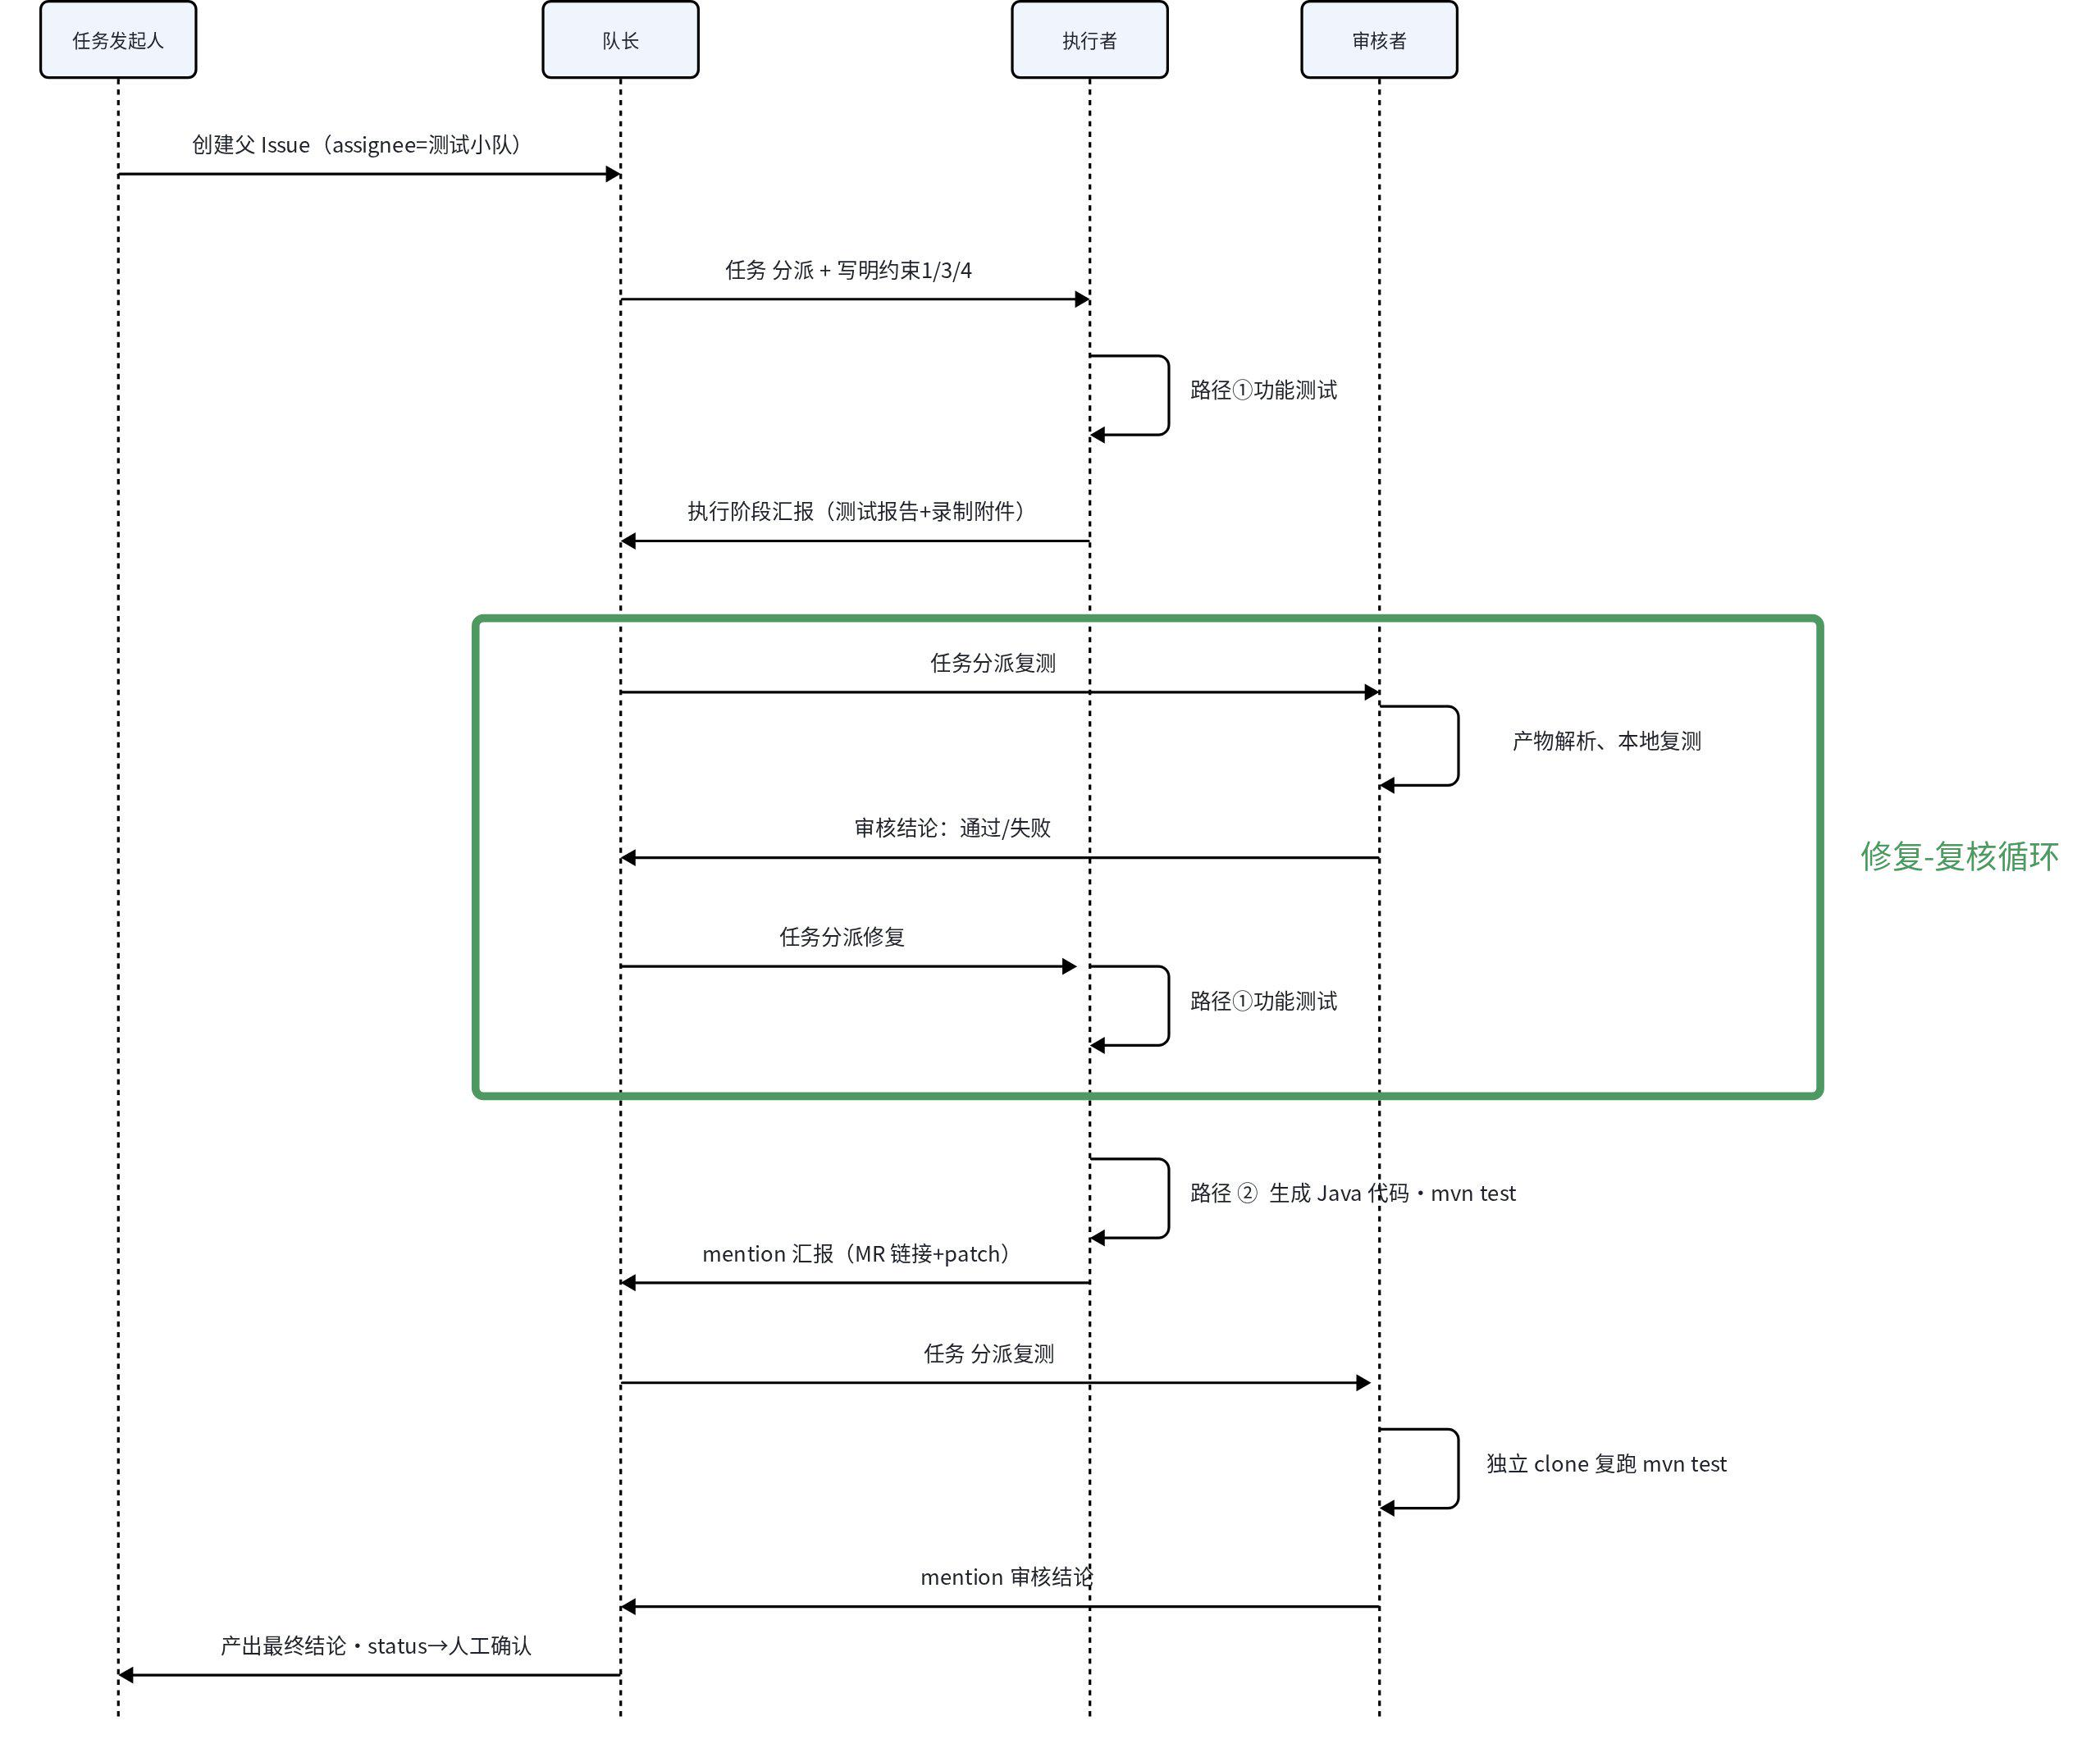 任务发起人
队长
执行者
审核者
创建父 Issue（assignee=测试小队）
任务 分派 + 写明约束1/3/4
路径①功能测试
执行阶段汇报（测试报告+录制附件）
任务分派复测
产物解析、本地复测
审核结论：通过/失败
修复-复核循环
任务分派修复
路径①功能测试
路径 ② 生成 Java 代码・mvn test
mention 汇报（MR 链接+patch）
任务 分派复测
独立 clone 复跑 mvn test
mention 审核结论
产出最终结论・status→人工确认